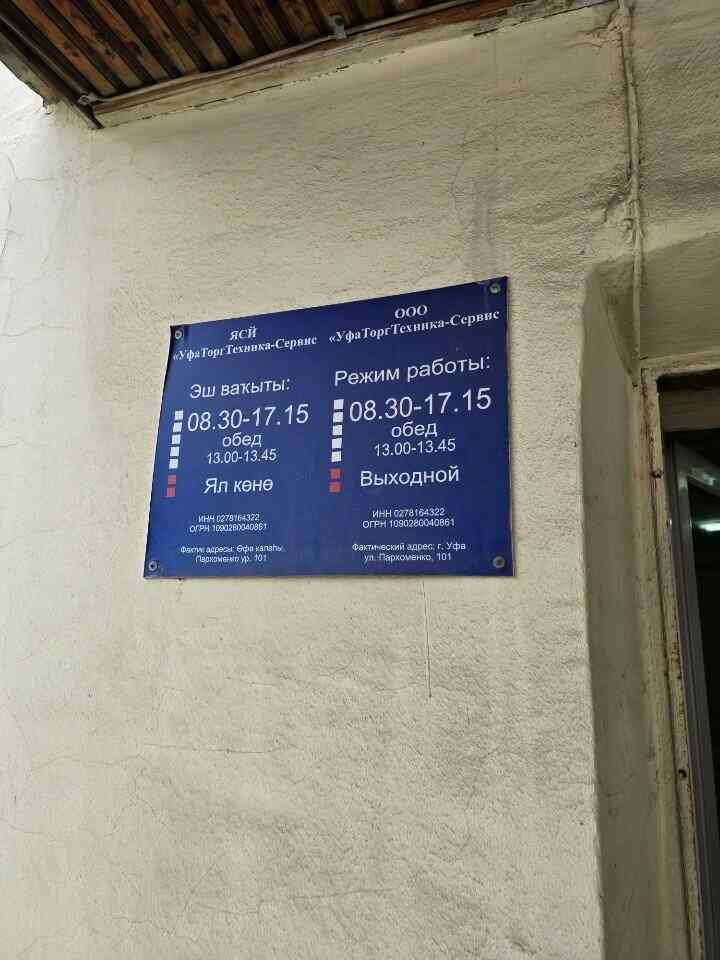 ЯСЙ
«УфаТоргТехника-Сервис
Эш ваҡыты:
08.30-17.15
обед
13.00-13.45
Ял көнө
ИНН 0278164322
ОГРН 1090280040861
Фактик адресы: Өфө калаһы,
Пархоменко ур. 101
ООО
«УфаТоргТехника-Сервис
Режим работы:
08.30-17.15
обед
13.00-13.45
Выходной
ИНН 0278164322
ОГРН 1090280040861
Фактический адрес: г. Уфа
ул. Пархоменко, 101